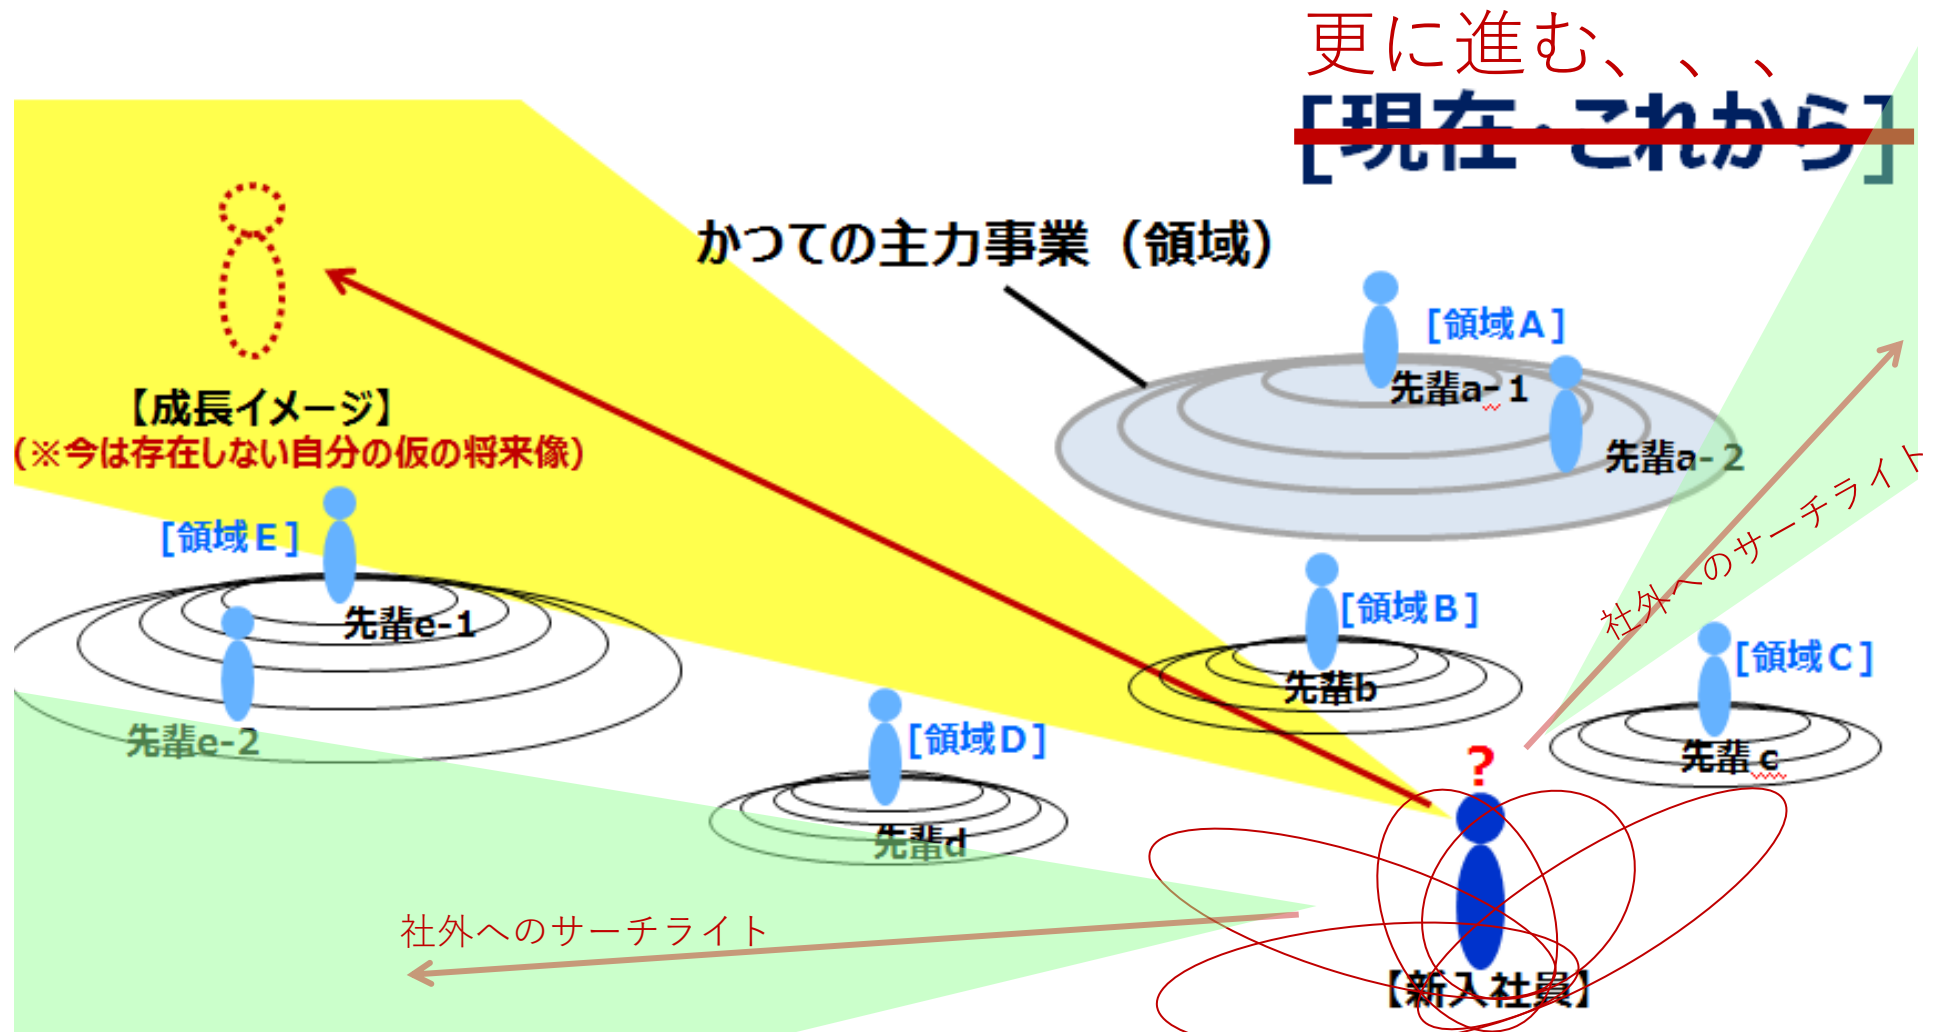 更に進む、、、
[現在・これから]
かつての主力事業（領域）
[領域A]
先輩a-1
先輩a-2
【成長イメージ】
(※今は存在しない自分の仮の将来像)
[領域E]
先輩e-1
先輩e-2
社外へのサーチライト
[領域B]
先輩b
[領域C]
先輩c
[領域D]
先輩d
?
社外へのサーチライト
【新入社員】